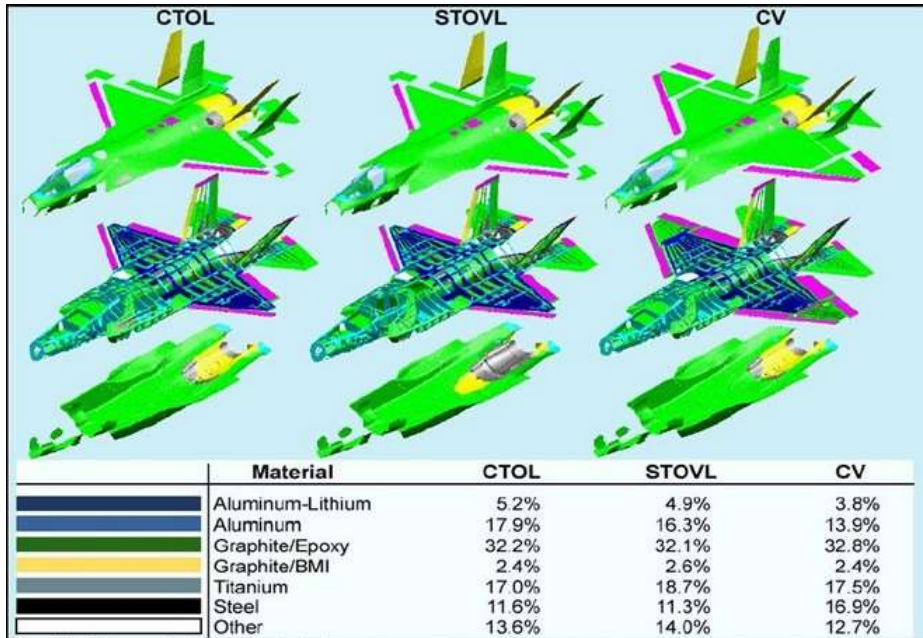 CTOL STOVL CV
Material CTOL STOVL CV
Aluminum-Lithium 5.2% 4.9% 3.8%
Aluminum 17.9% 16.3% 13.9%
Graphite/Epoxy 32.2% 32.1% 32.8%
Graphite/BMI 2.4% 2.6% 2.4%
Titanium 17.0% 18.7% 17.5%
Steel 11.6% 11.3% 16.9%
Other 13.6% 14.0% 12.7%